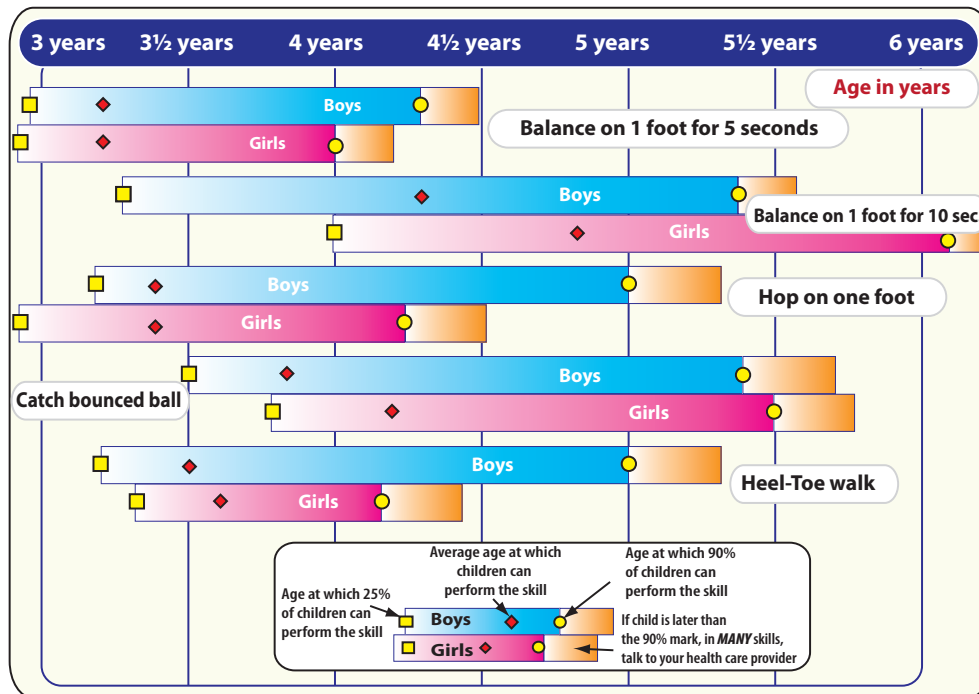 3 years 3½ years 4 years 4½ years 5 years 5½ years 6 years
Age in years
Boys
Balance on 1 foot for 5 seconds
Girls
Boys
Balance on 1 foot for 10 sec
Girls
Boys
Hop on one foot
Girls
Boys
Catch bounced ball
Girls
Boys
Heel-Toe walk
Girls
Age at which 25%
of children can
perform the skill
Average age at which
children can
perform the skill
Age at which 90%
of children can
perform the skill
Boys
Girls
If child is later than
the 90% mark, in MANY skills,
talk to your health care provider